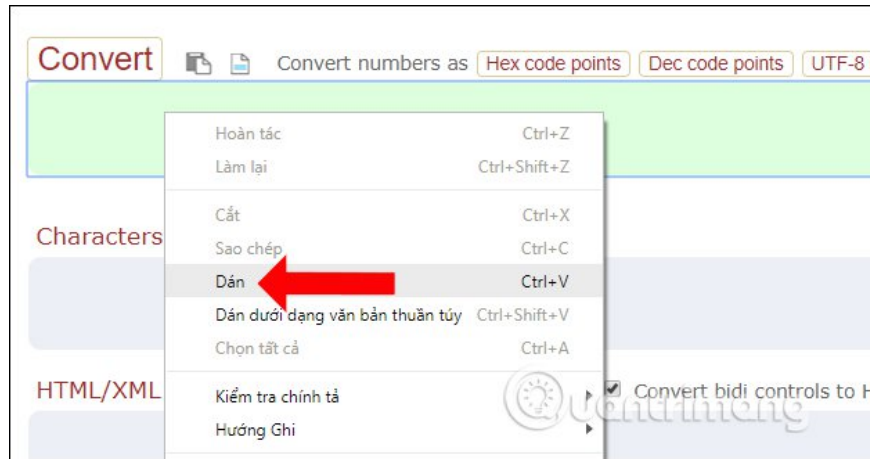 Convert Convert numbers as Hex code points Dec code points UTF-8
Hoàn tác Ctrl+Z
Làm lại Ctrl+Shift+Z
Cắt Ctrl+X
Characters
Sao chép Ctrl+C
Dán Ctrl+V
Dán dưới dạng văn bản thuần túy Ctrl+Shift+V
Chọn tất cả Ctrl+A
HTML/XML
Kiểm tra chính tả
Convert bidi controls to H
Quantrimang
Hướng Ghi